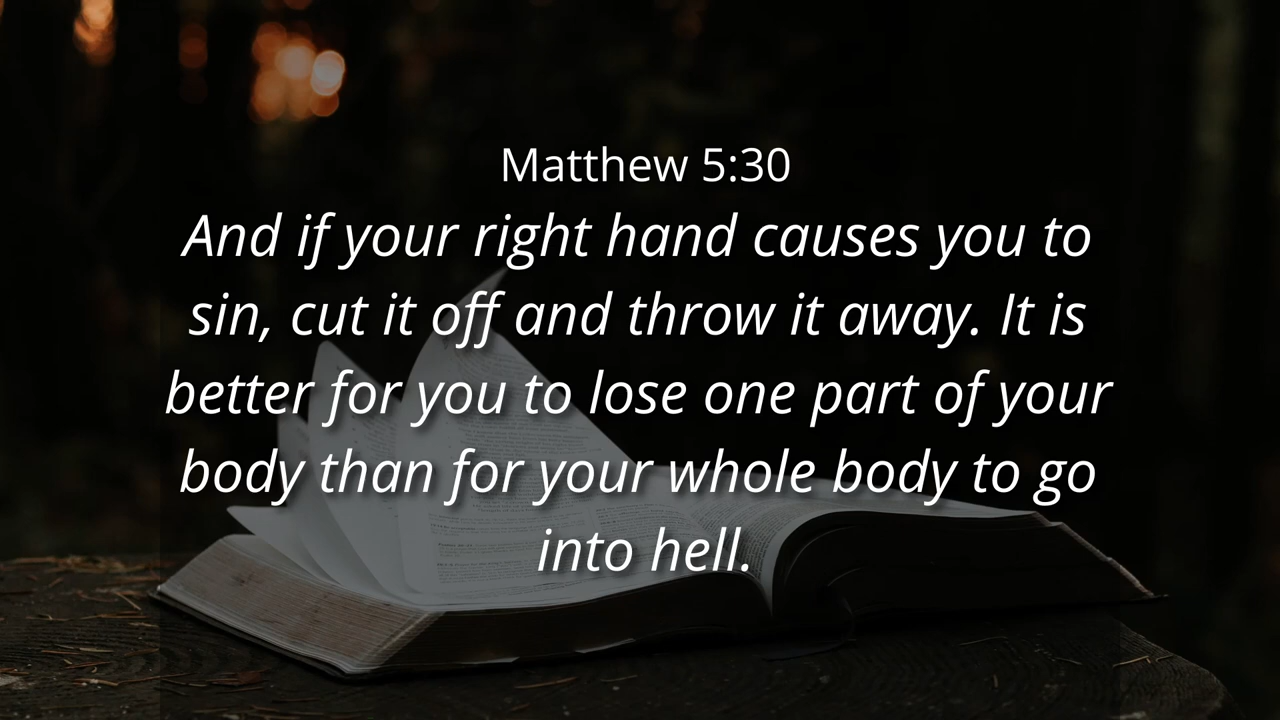 Matthew 5:30
And if your right hand causes you to
sin, cut it off and throw it away. It is
better for you to lose one part of your
body than for your whole body to go
into hell.